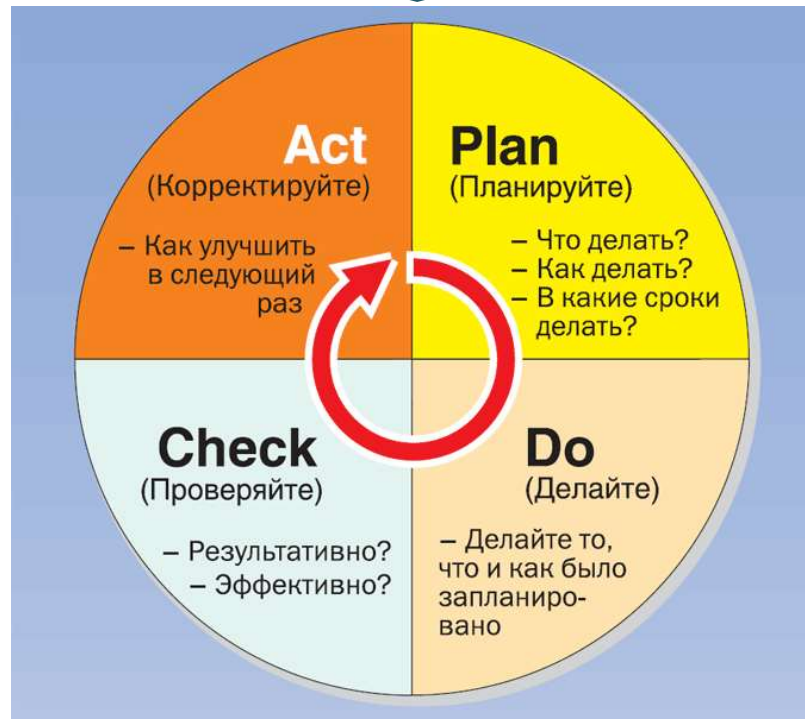 Act
(Корректируйте)
– Как улучшить
в следующий
раз
Plan
(Планируйте)
– Что делать?
– Как делать?
– В какие сроки
делать?
Check
(Проверяйте)
– Результативно?
– Эффективно?
Do
(Делайте)
– Делайте то,
что и как было
запланиро-
вано